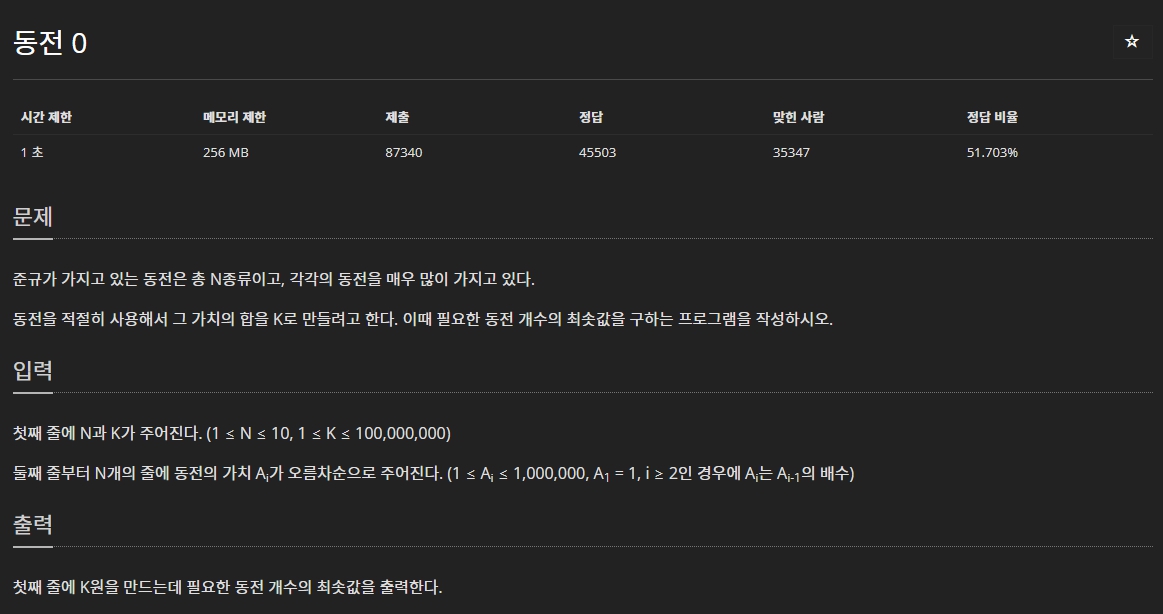 동전 0
☆
시간 제한 메모리 제한 제출 정답 맞힌 사람 정답 비율
1 초 256 MB 87340 45503 35347 51.703%
문제
준규가 가지고 있는 동전은 총 N종류이고, 각각의 동전을 매우 많이 가지고 있다.
동전을 적절히 사용해서 그 가치의 합을 K로 만들려고 한다. 이때 필요한 동전 개수의 최솟값을 구하는 프로그램을 작성하시오.
입력
첫째 줄에 N과 K가 주어진다. (1 ≤ N ≤ 10, 1 ≤ K ≤ 100,000,000)
둘째 줄부터 N개의 줄에 동전의 가치 Ai가 오름차순으로 주어진다. (1 ≤ Ai ≤ 1,000,000, A1 = 1, i ≥ 2인 경우에 Ai는 Ai-1의 배수)
출력
첫째 줄에 K원을 만드는데 필요한 동전 개수의 최솟값을 출력한다.